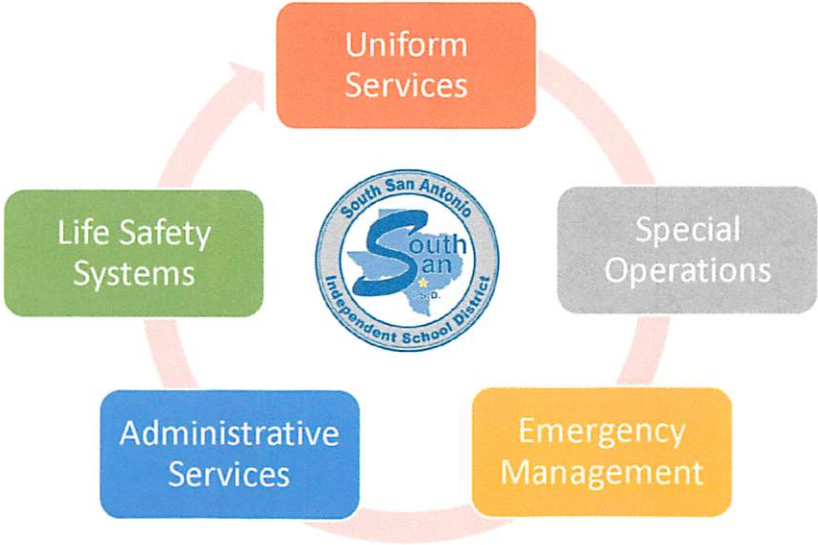 Uniform
Services
Special
Operations
Emergency
Management
Administrative
Services
Life Safety
Systems
South San Antonio
South
San
I.S.D.
Independent School District